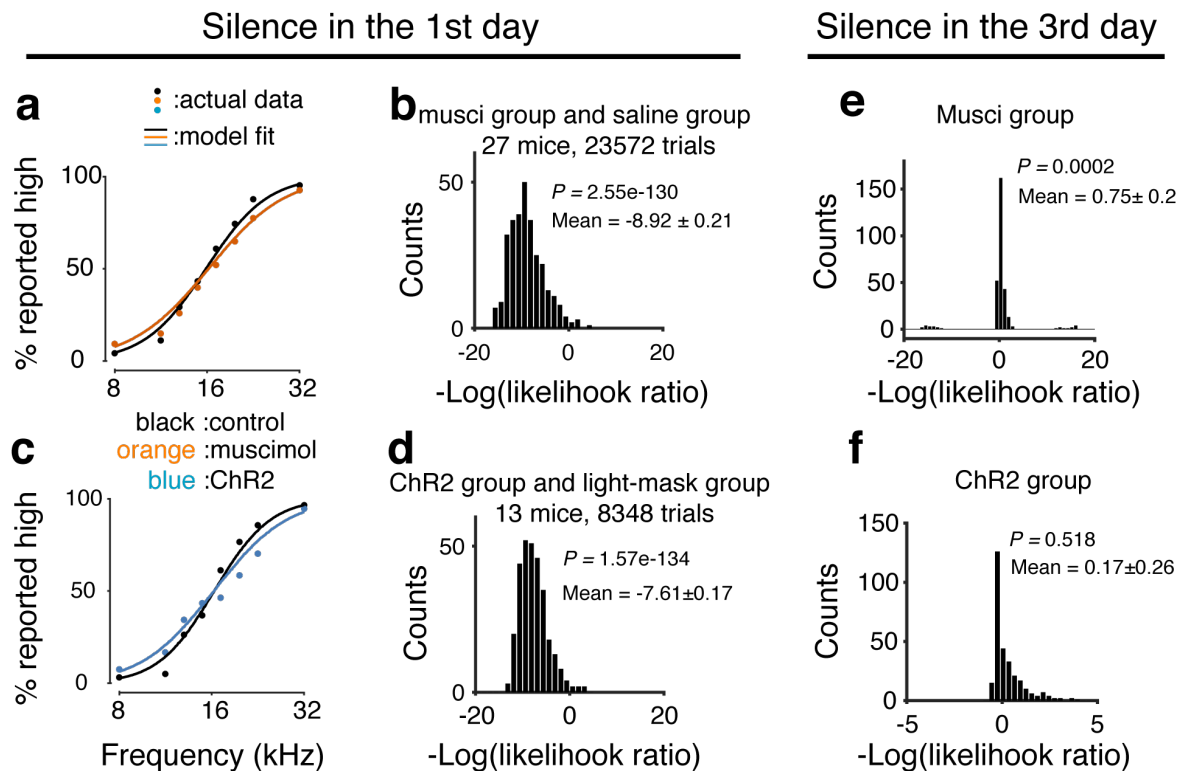 Silence in the 1st day
Silence in the 3rd day
a
:actual data
:model fit
% reported high
100
50
0
8
16
32
b
musci group and saline group
27 mice, 23572 trials
P = 2.55e-130
Mean = -8.92 ± 0.21
Counts
50
0
-20
0
20
-Log(likelihook ratio)
e
Musci group
P = 0.0002
Mean = 0.75± 0.2
Counts
150
100
50
0
-20
0
20
-Log(likelihook ratio)
black :control
orange :muscimol
blue :ChR2
c
% reported high
100
50
0
8
16
32
Frequency (kHz)
d
ChR2 group and light-mask group
13 mice, 8348 trials
P = 1.57e-134
Mean = -7.61±0.17
Counts
50
0
-20
0
20
-Log(likelihook ratio)
f
ChR2 group
P = 0.518
Mean = 0.17±0.26
Counts
150
100
50
0
-5
0
5
-Log(likelihook ratio)